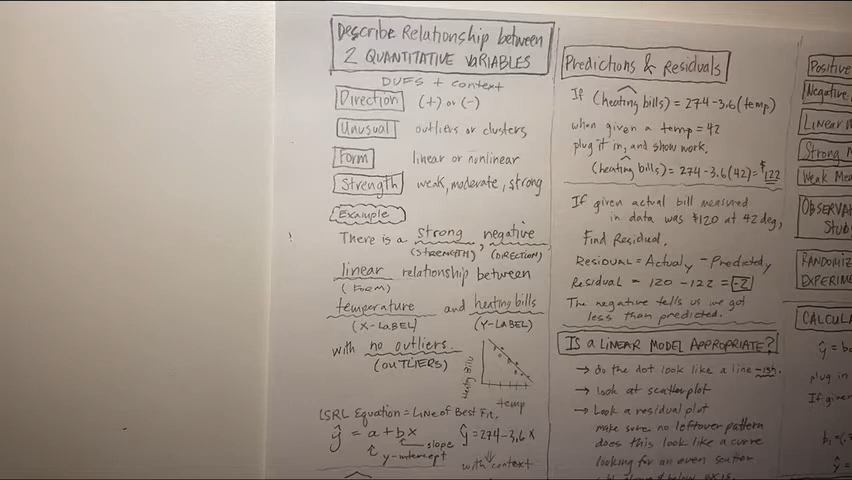 Describe Relationship between
2 QUANTITATIVE VARIABLES
DUFS + context
Direction (+) or (-)
Unusual outliers or clusters
Form linear or nonlinear
Strength weak, moderate, strong
Example
There is a strong, negative
(STRENGTH) (DIRECTION)
linear relationship between
(FORM)
temperature and heating bills
(X-LABEL) (Y-LABEL)
with no outliers.
(OUTLIERS)
temp
LSRL Equation = Line of Best Fit.
ŷ = a + bx ŷ = 274 - 3.6x
slope
y-intercept
with context
Predictions & Residuals
If (heating bills) = 274 - 3.6(temp)
when given a temp = 42
plug it in, and show work.
(heating bills) = 274 - 3.6(42) = $122
If given actual bill measured
in data was $120 at 42 deg,
Find Residual.
RESIDUAL = Actual y - Predicted y
Residual = 120 - 122 = -2
The negative tells us we got
less than predicted.
IS A LINEAR MODEL APPROPRIATE?
→ do the dot look like a line -ish.
→ look at scatterplot
→ Look a residual plot
make sure no leftover pattern
does this look like a curve
looking for an even scatter
Positive
Negative
Linear
Strong
Weak Mea
OBSERVA
Study
RANDOMIZ
EXPERIME
CALCULA
plug in
If given